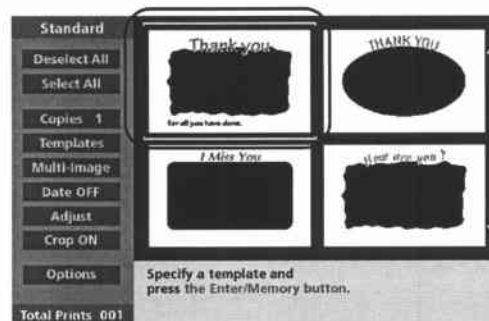 Standard
Deselect All
Select All
Copies 1
Templates
Multi-Image
Date OFF
Adjust
Crop ON
Options
Total Prints 001
Thank you
for all you have done.
THANK YOU
I Miss You
How are you ?
Specify a template and
press the Enter/Memory button.